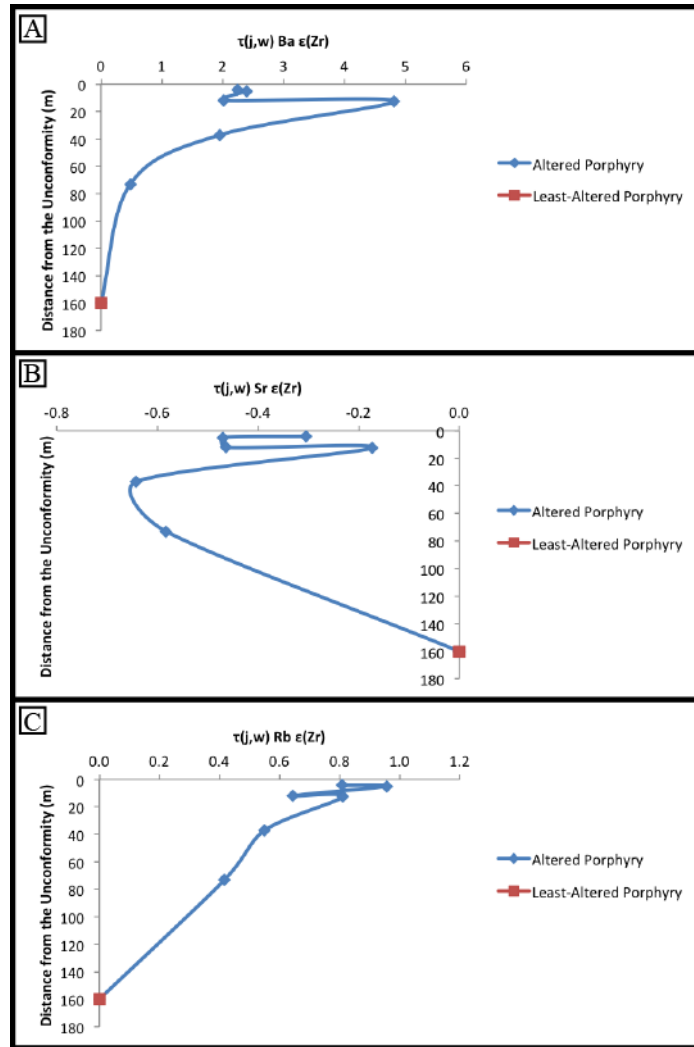 A
τ(j,w) Ba ε(Zr)
0 1 2 3 4 5 6
Distance from the Unconformity (m)
0
20
40
60
80
100
120
140
160
180
Altered Porphyry
Least-Altered Porphyry
B
τ(j,w) Sr ε(Zr)
-0.8 -0.6 -0.4 -0.2 0.0
Distance from the Unconformity (m)
0
20
40
60
80
100
120
140
160
180
Altered Porphyry
Least-Altered Porphyry
C
τ(j,w) Rb ε(Zr)
0.0 0.2 0.4 0.6 0.8 1.0 1.2
Distance from the Unconformity (m)
0
20
40
60
80
100
120
140
160
180
Altered Porphyry
Least-Altered Porphyry